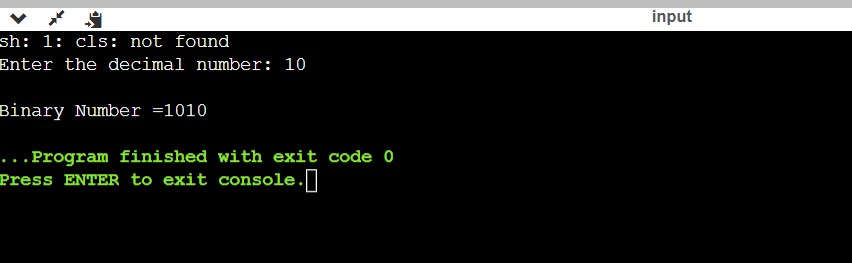 input
sh: 1: cls: not found
Enter the decimal number: 10
Binary Number =1010
...Program finished with exit code 0
Press ENTER to exit console.